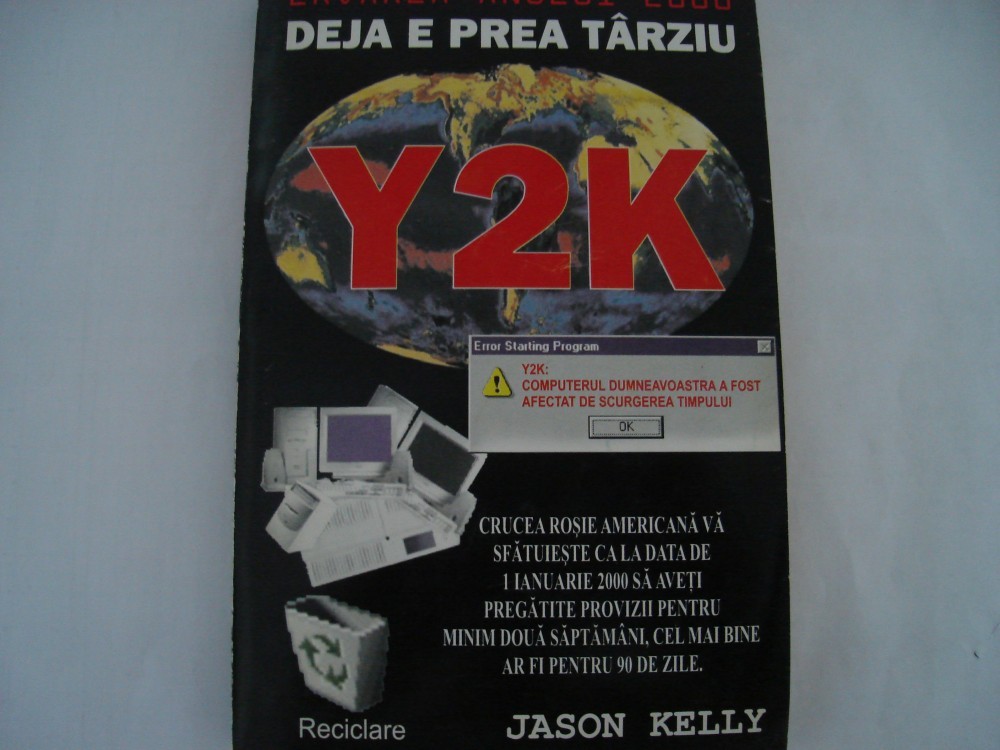 ANULUI 2000
DEJA E PREA TÂRZIU
Y2K
Error Starting Program
Y2K:
COMPUTERUL DUMNEAVOASTRA A FOST
AFECTAT DE SCURGEREA TIMPULUI
OK
CRUCEA ROȘIE AMERICANĂ VĂ
SFĂTUIEȘTE CA LA DATA DE
1 IANUARIE 2000 SĂ AVEȚI
PREGĂTITE PROVIZII PENTRU
MINIM DOUĂ SĂPTĂMÂNI, CEL MAI BINE
AR FI PENTRU 90 DE ZILE.
Reciclare
JASON KELLY